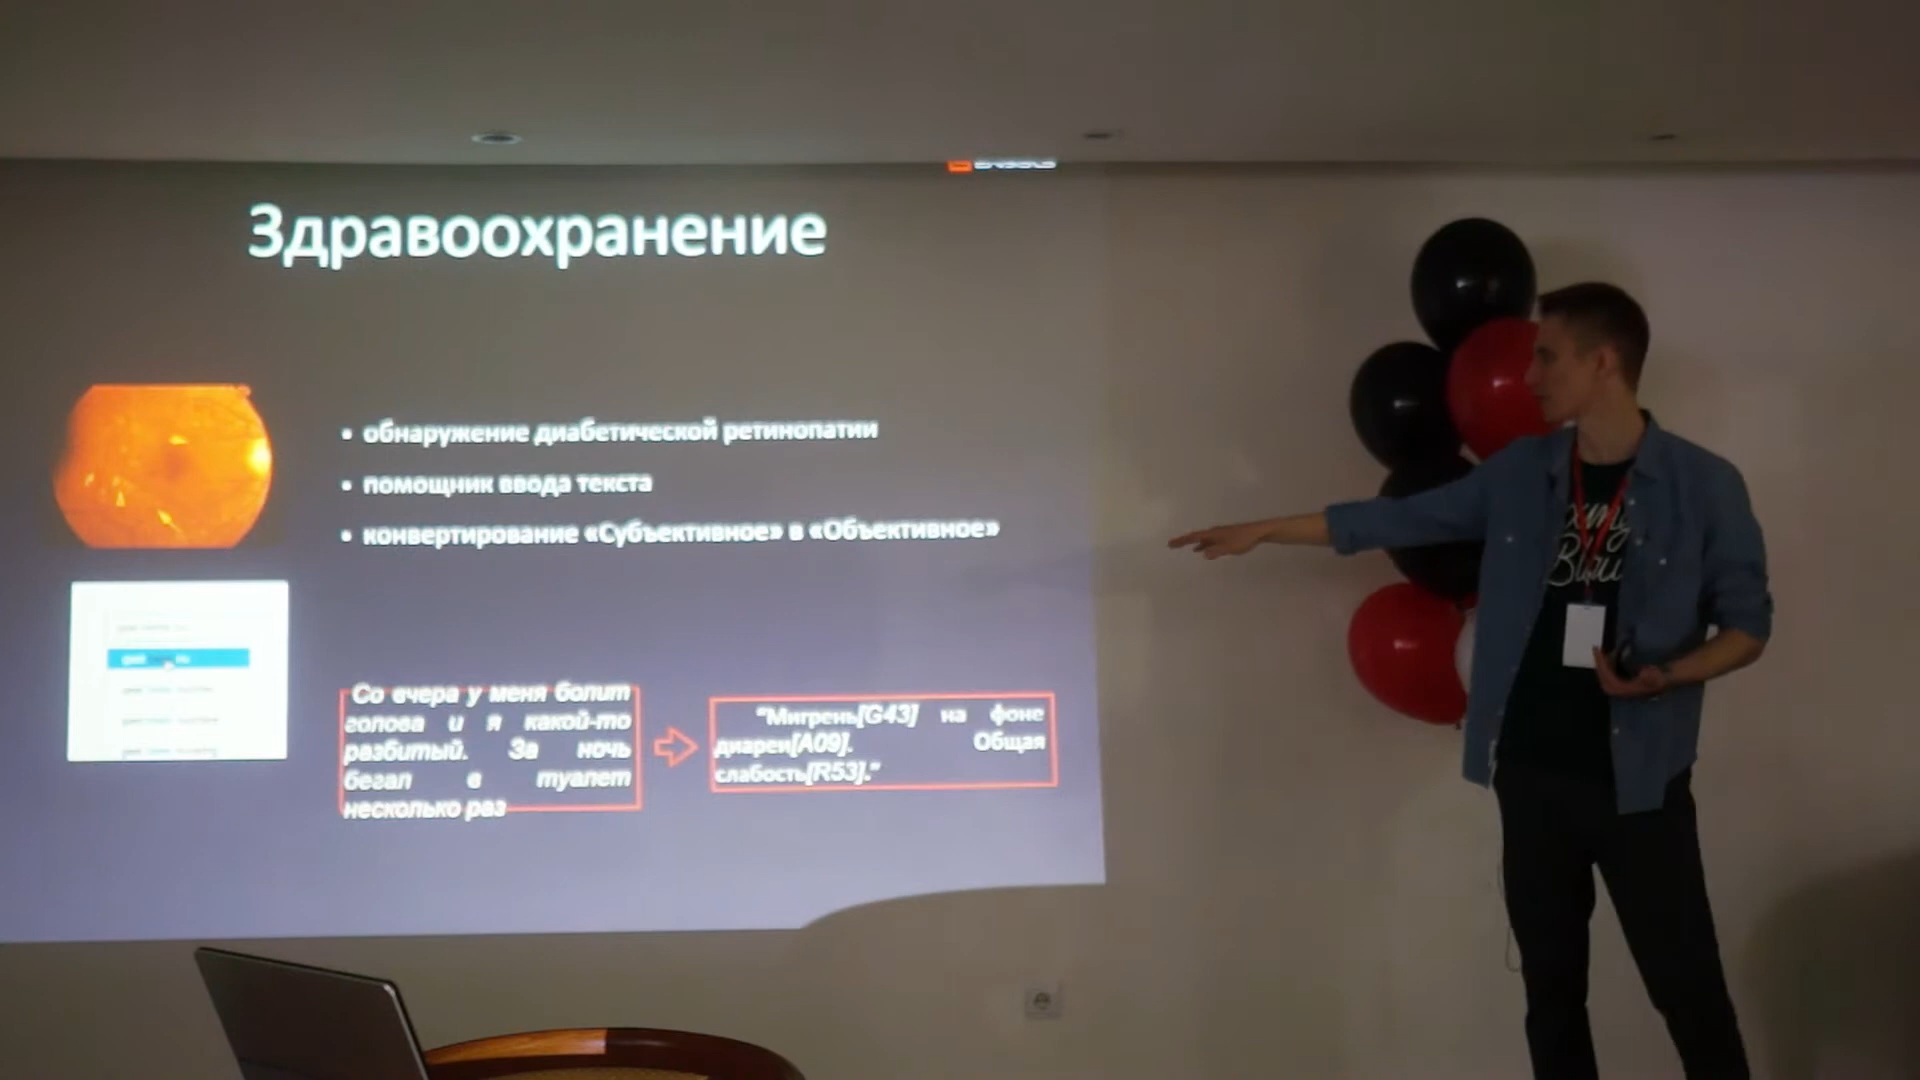 Здравоохранение
• обнаружение диабетической ретинопатии
• помощник ввода текста
• конвертирование «Субъективное» в «Объективное»
Со вчера у меня болит
голова и я какой-то
разбитый. За ночь
бегал в туалет
несколько раз
"Мигрень[G43] на фоне
диареи[A09]. Общая
слабость[R53]."